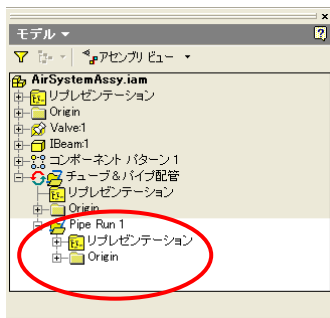 モデル
アセンブリ ビュー
AirSystemAssy.iam
リプレゼンテーション
Origin
Valve:1
IBeam:1
コンポーネント パターン 1
チューブ＆パイプ配管
リプレゼンテーション
Origin
Pipe Run 1
リプレゼンテーション
Origin